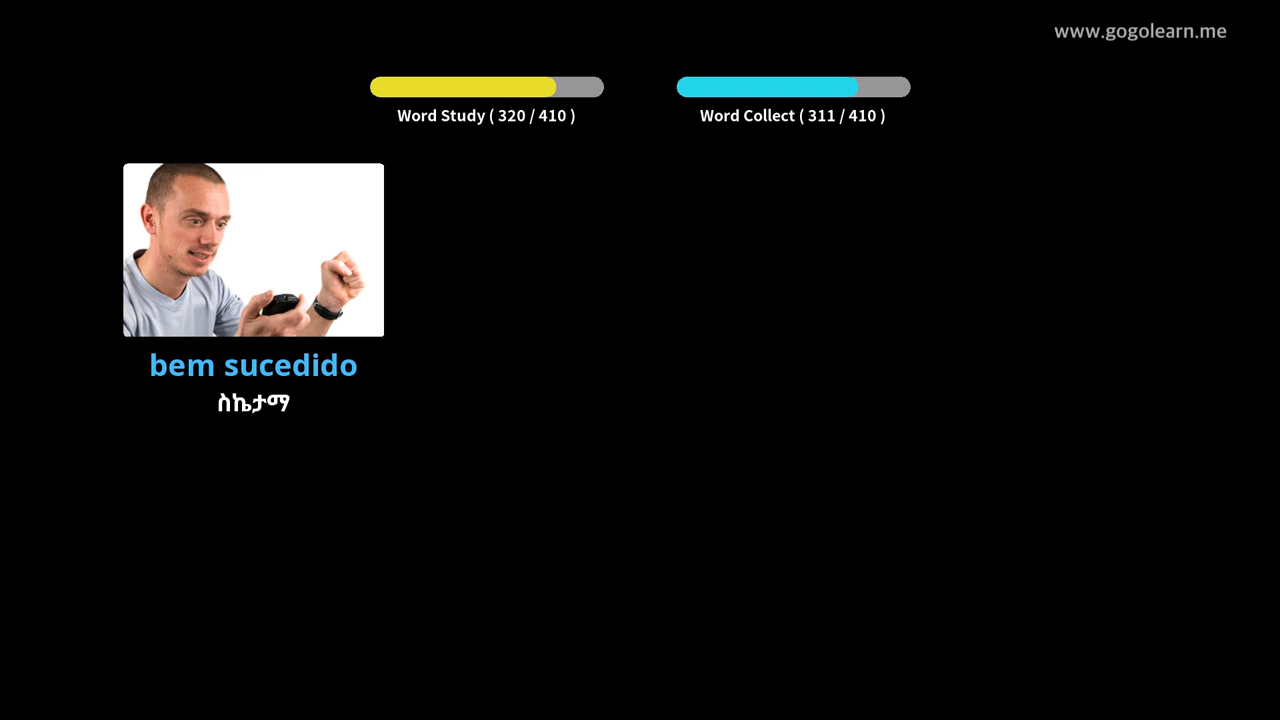 www.gogolearn.me
Word Study ( 320 / 410 )
Word Collect ( 311 / 410 )
bem sucedido
ስኬታማ